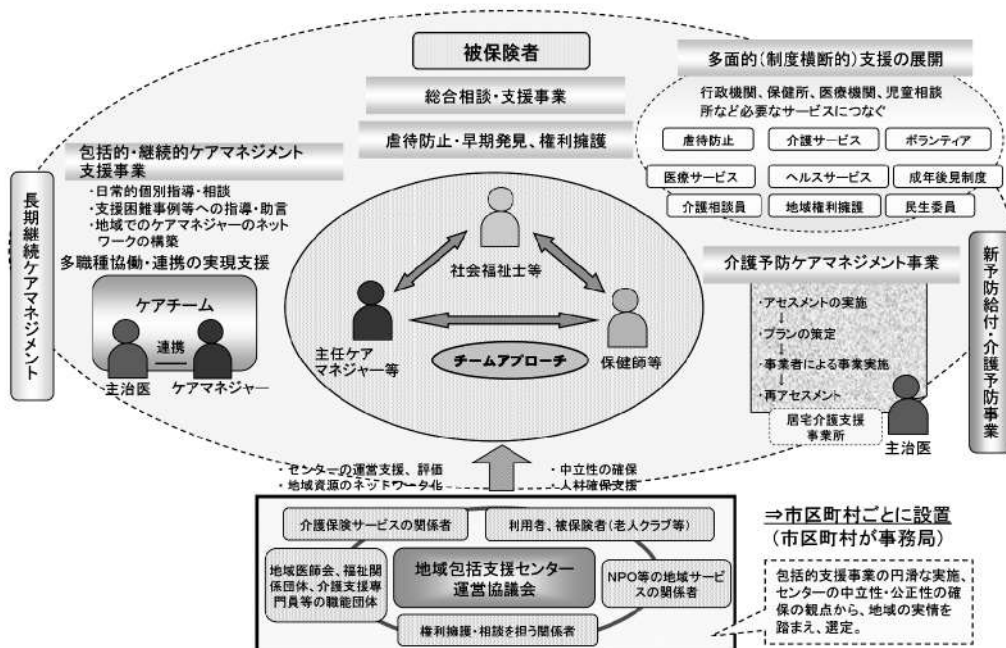 被保険者
総合相談・支援事業
虐待防止・早期発見、権利擁護
多面的(制度横断的)支援の展開
行政機関、保健所、医療機関、児童相談
所など必要なサービスにつなぐ
虐待防止
介護サービス
ボランティア
医療サービス
ヘルスサービス
成年後見制度
介護相談員
地域権利擁護
民生委員
包括的・継続的ケアマネジメント
支援事業
・日常的個別指導・相談
・支援困難事例等への指導・助言
・地域でのケアマネジャーのネット
ワークの構築
多職種協働・連携の実現支援
ケアチーム
連携
主治医
ケアマネジャー
長期継続ケアマネジメント
社会福祉士等
主任ケア
マネジャー等
保健師等
チームアプローチ
介護予防ケアマネジメント事業
・アセスメントの実施
↓
・プランの策定
↓
・事業者による事業実施
↓
・再アセスメント
居宅介護支援
事業所
主治医
新予防給付・介護予防事業
・センターの運営支援、評価
・地域資源のネットワーク化
・中立性の確保
・人材確保支援
介護保険サービスの関係者
利用者、被保険者(老人クラブ等)
地域医師会、福祉関
係団体、介護支援専
門員等の職能団体
地域包括支援センター
運営協議会
NPO等の地域サービ
スの関係者
権利擁護・相談を担う関係者
⇒市区町村ごとに設置
(市区町村が事務局)
包括的支援事業の円滑な実施、
センターの中立性・公正性の確
保の観点から、地域の実情を
踏まえ、選定。